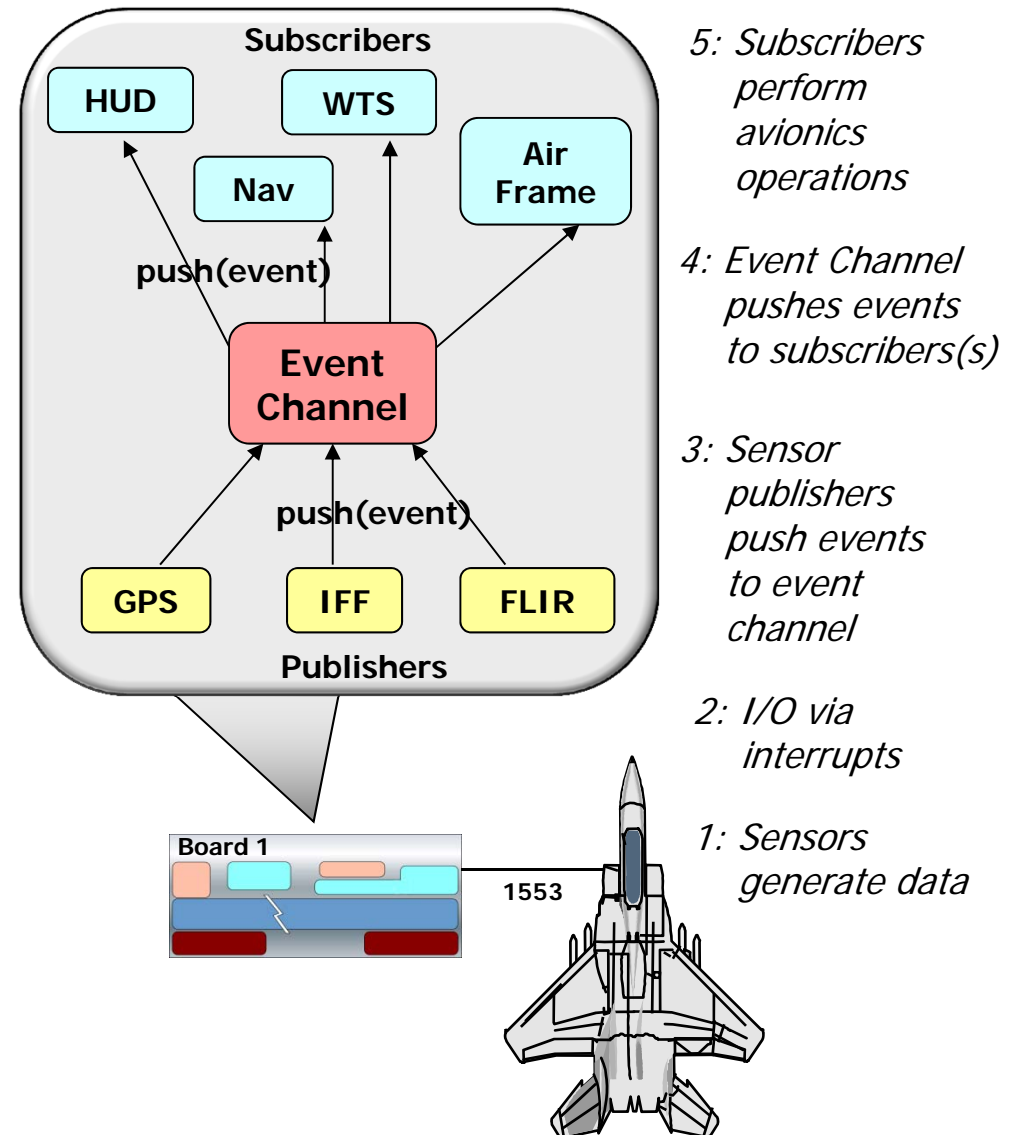 Subscribers
HUD
WTS
Air
Frame
Nav
push(event)
Event
Channel
push(event)
GPS
IFF
FLIR
Publishers
Board 1
1553
5: Subscribers
perform
avionics
operations
4: Event Channel
pushes events
to subscribers(s)
3: Sensor
publishers
push events
to event
channel
2: I/O via
interrupts
1: Sensors
generate data